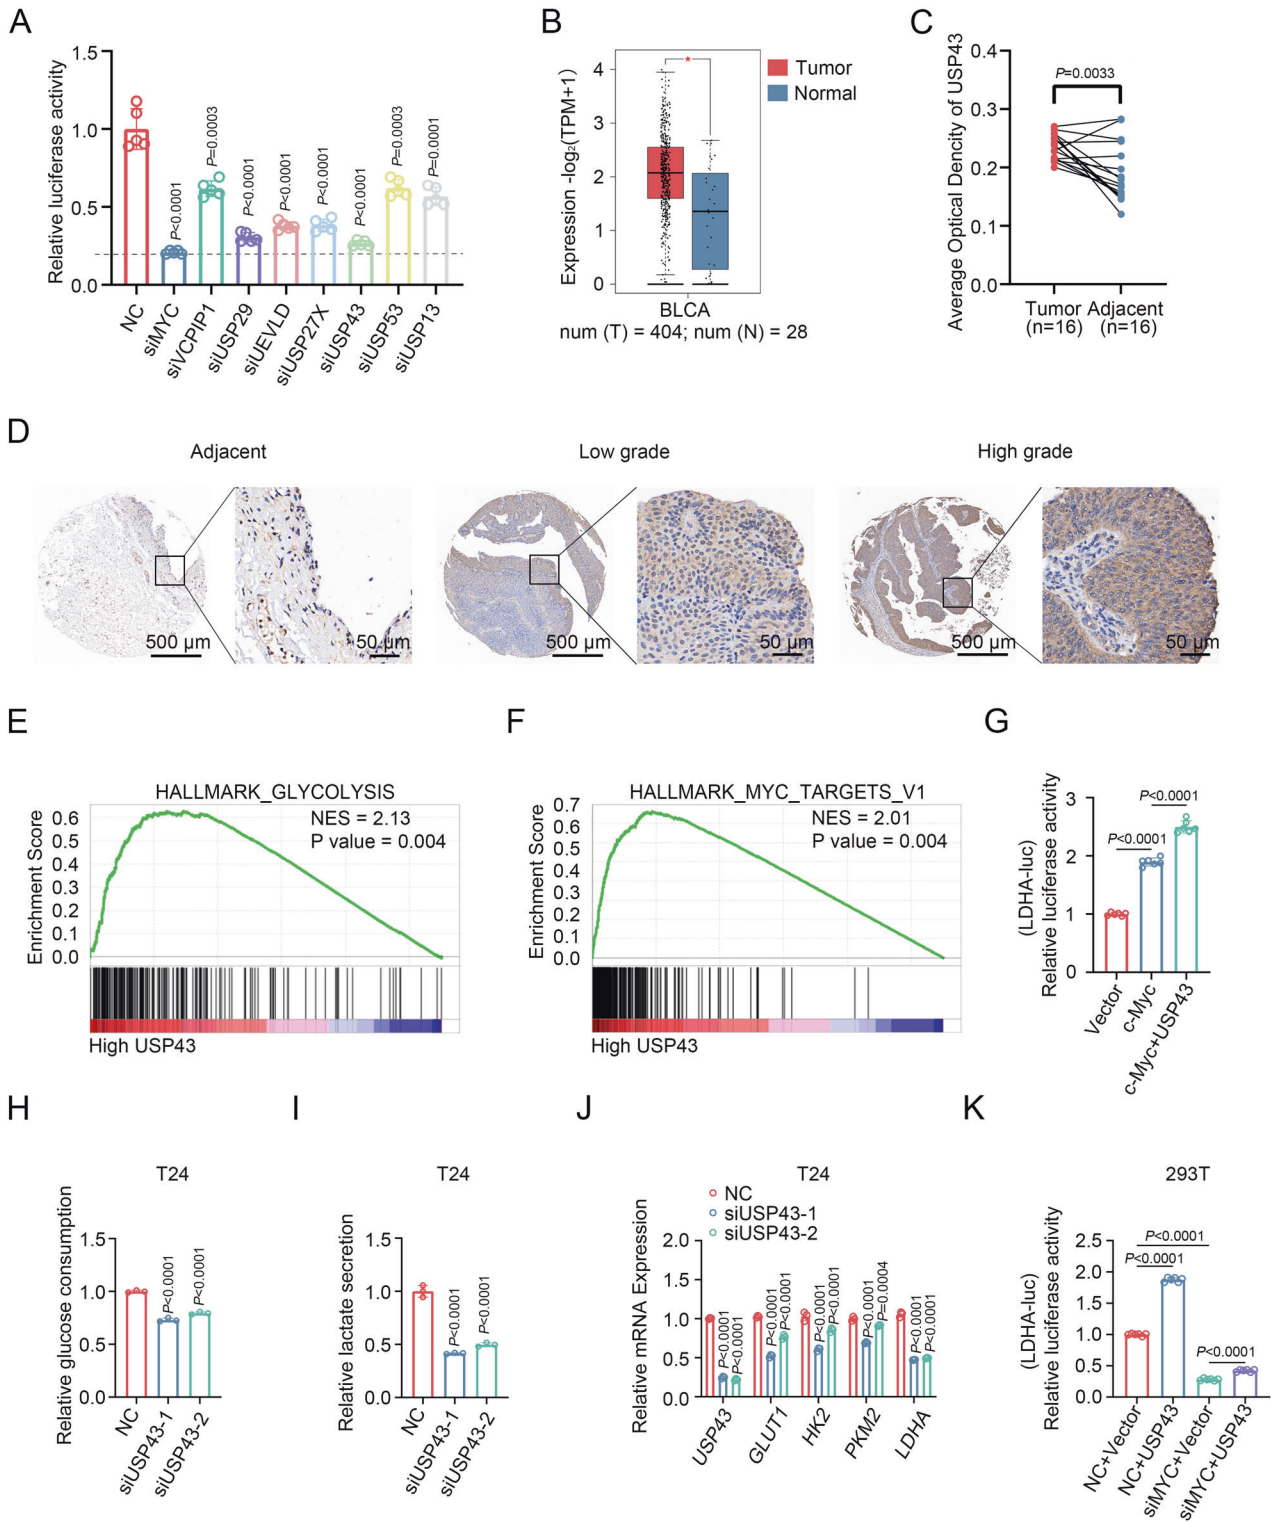 A
Relative luciferase activity
1.5
1.0
0.5
0.0
P<0.0001
P=0.0003
P<0.0001
P<0.0001
P<0.0001
P<0.0001
P=0.0003
P=0.0001
NC
siMYC
siVCPIP1
siUSP29
siUEVLD
siUSP27X
siUSP43
siUSP53
siUSP13
B
Expression -log₂(TPM+1)
4
3
2
1
0
*
Tumor
Normal
BLCA
num (T) = 404; num (N) = 28
C
Average Optical Dencity of USP43
0.4
0.3
0.2
0.1
0.0
P=0.0033
Tumor
(n=16)
Adjacent
(n=16)
D
Adjacent
Low grade
High grade
500 µm
50 µm
500 µm
50 µm
500 µm
50 µm
E
HALLMARK_GLYCOLYSIS
NES = 2.13
P value = 0.004
Enrichment Score
0.6
0.5
0.4
0.3
0.2
0.1
0.0
High USP43
F
HALLMARK_MYC_TARGETS_V1
NES = 2.01
P value = 0.004
Enrichment Score
0.7
0.6
0.5
0.4
0.3
0.2
0.1
0.0
High USP43
G
(LDHA-luc)
Relative luciferase activity
3
2
1
0
P<0.0001
P<0.0001
Vector
c-Myc
c-Myc+USP43
H
T24
Relative glucose consumption
1.5
1.0
0.5
0.0
P<0.0001
P<0.0001
NC
siUSP43-1
siUSP43-2
I
T24
Relative lactate secretion
1.5
1.0
0.5
0.0
P<0.0001
P<0.0001
NC
siUSP43-1
siUSP43-2
J
T24
NC
siUSP43-1
siUSP43-2
Relative mRNA Expression
2.0
1.5
1.0
0.5
0.0
P<0.0001
P<0.0001
P<0.0001
P<0.0001
P<0.0001
P<0.0001
P<0.0001
P=0.0004
P<0.0001
P<0.0001
USP43
GLUT1
HK2
PKM2
LDHA
K
293T
(LDHA-luc)
Relative luciferase activity
2.5
2.0
1.5
1.0
0.5
0.0
P<0.0001
P<0.0001
P<0.0001
NC+Vector
NC+USP43
siMYC+Vector
siMYC+USP43